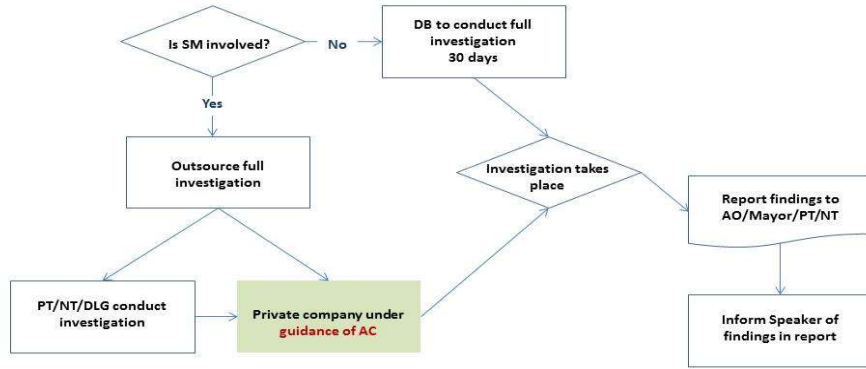 Is SM involved?
No
DB to conduct full
investigation
30 days
Yes
Outsource full
investigation
Investigation takes
place
Report findings to
AO/Mayor/PT/NT
PT/NT/DLG conduct
investigation
Private company under
guidance of AC
Inform Speaker of
findings in report